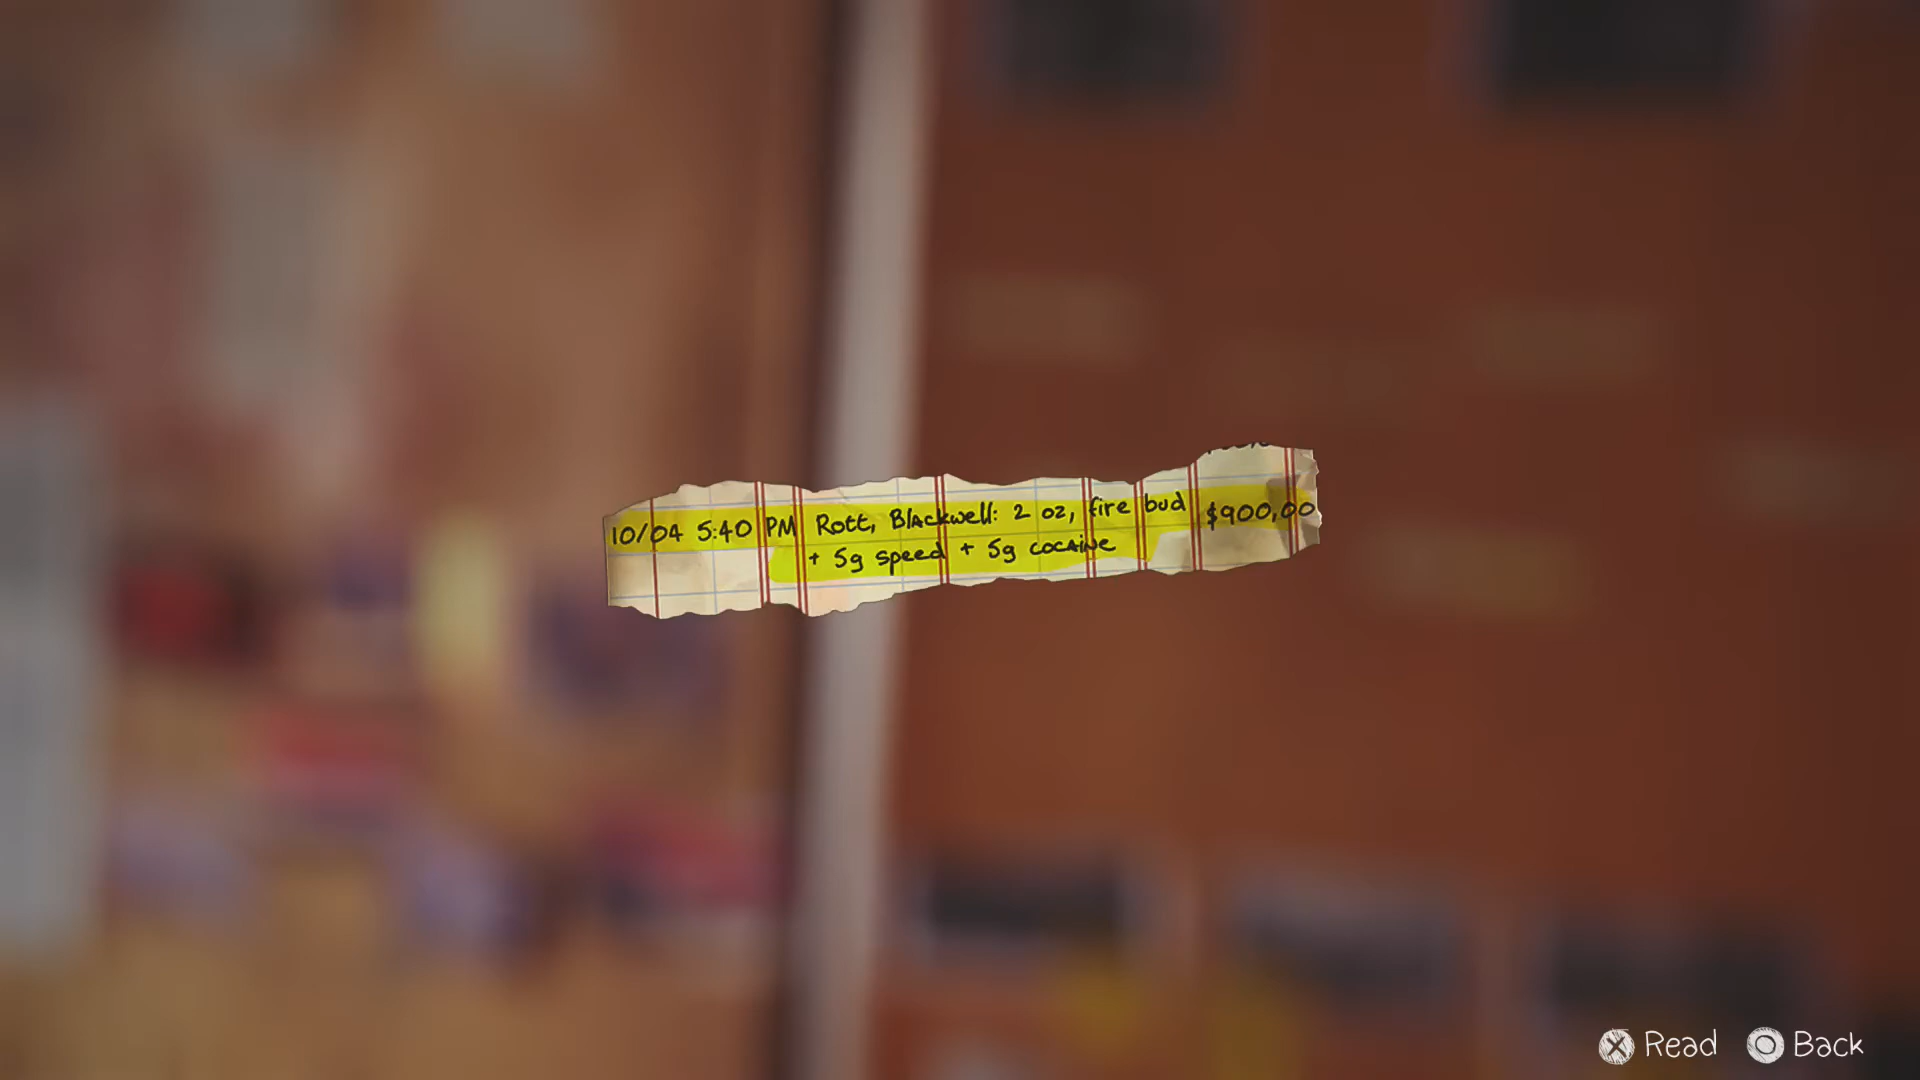 10/04 5:40 PM Rott, Blackwell: 2 oz, fire bud $900,00
+ 5g speed + 5g cocaine
Read Back